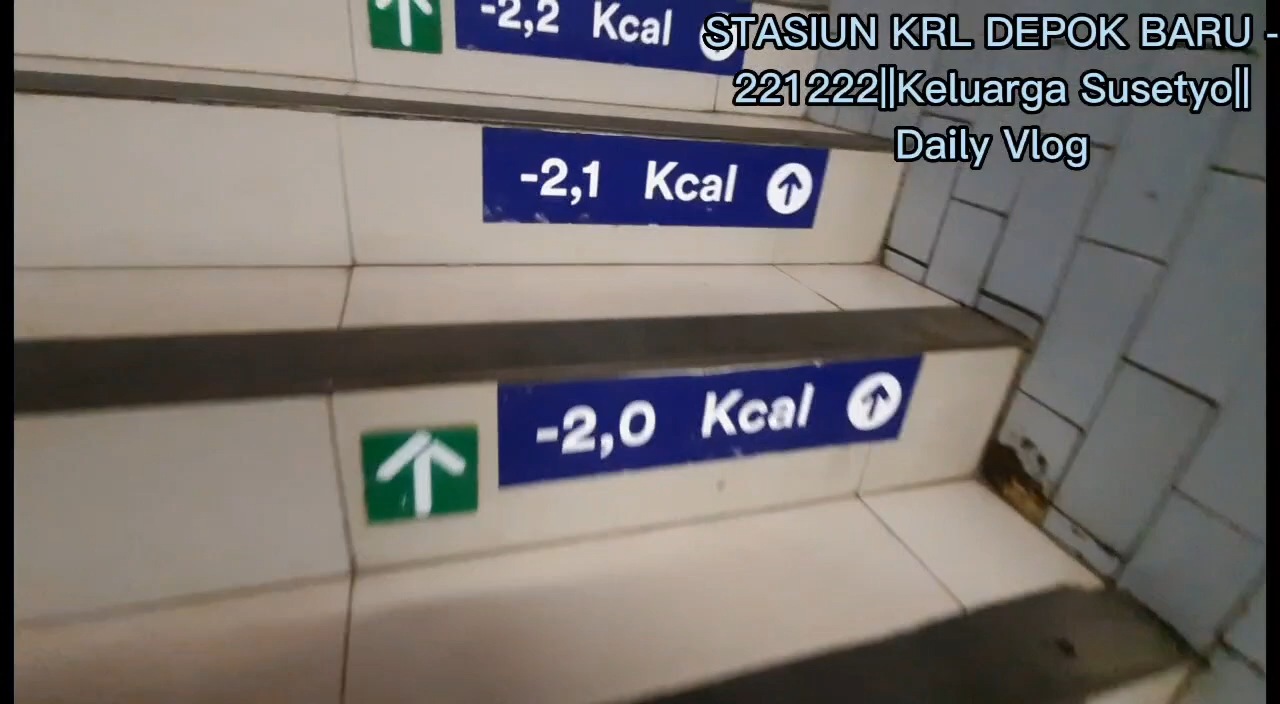 -2,2 Kcal
STASIUN KRL DEPOK BARU -
221222||Keluarga Susetyo||
Daily Vlog
-2,1 Kcal
-2,0 Kcal